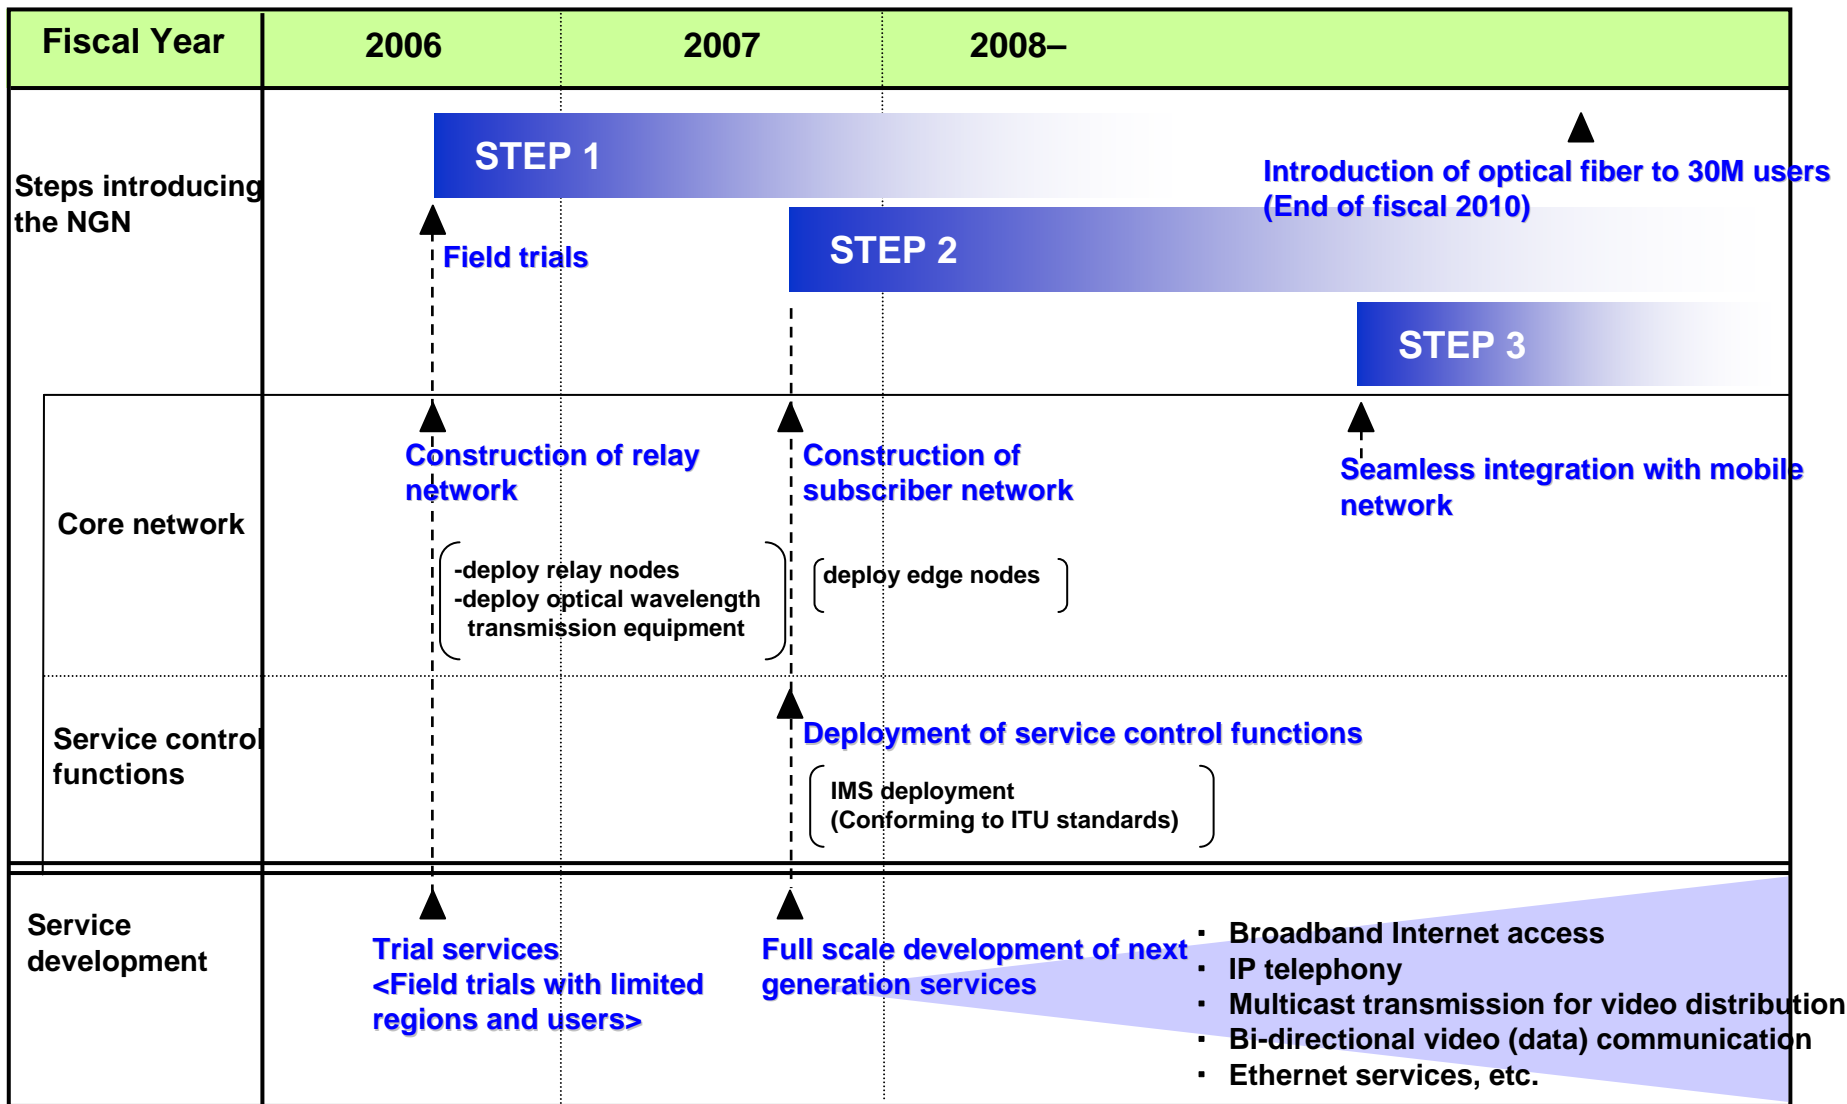 Fiscal Year
2006
2007
2008–
Steps introducing
the NGN
STEP 1
Introduction of optical fiber to 30M users
(End of fiscal 2010)
Field trials
STEP 2
STEP 3
Core network
Construction of relay
network
Construction of
subscriber network
Seamless integration with mobile
network
-deploy relay nodes
-deploy optical wavelength
transmission equipment
deploy edge nodes
Service control
functions
Deployment of service control functions
IMS deployment
(Conforming to ITU standards)
Service
development
Trial services
<Field trials with limited
regions and users>
Full scale development of next
generation services
· Broadband Internet access
· IP telephony
· Multicast transmission for video distribution
· Bi-directional video (data) communication
· Ethernet services, etc.